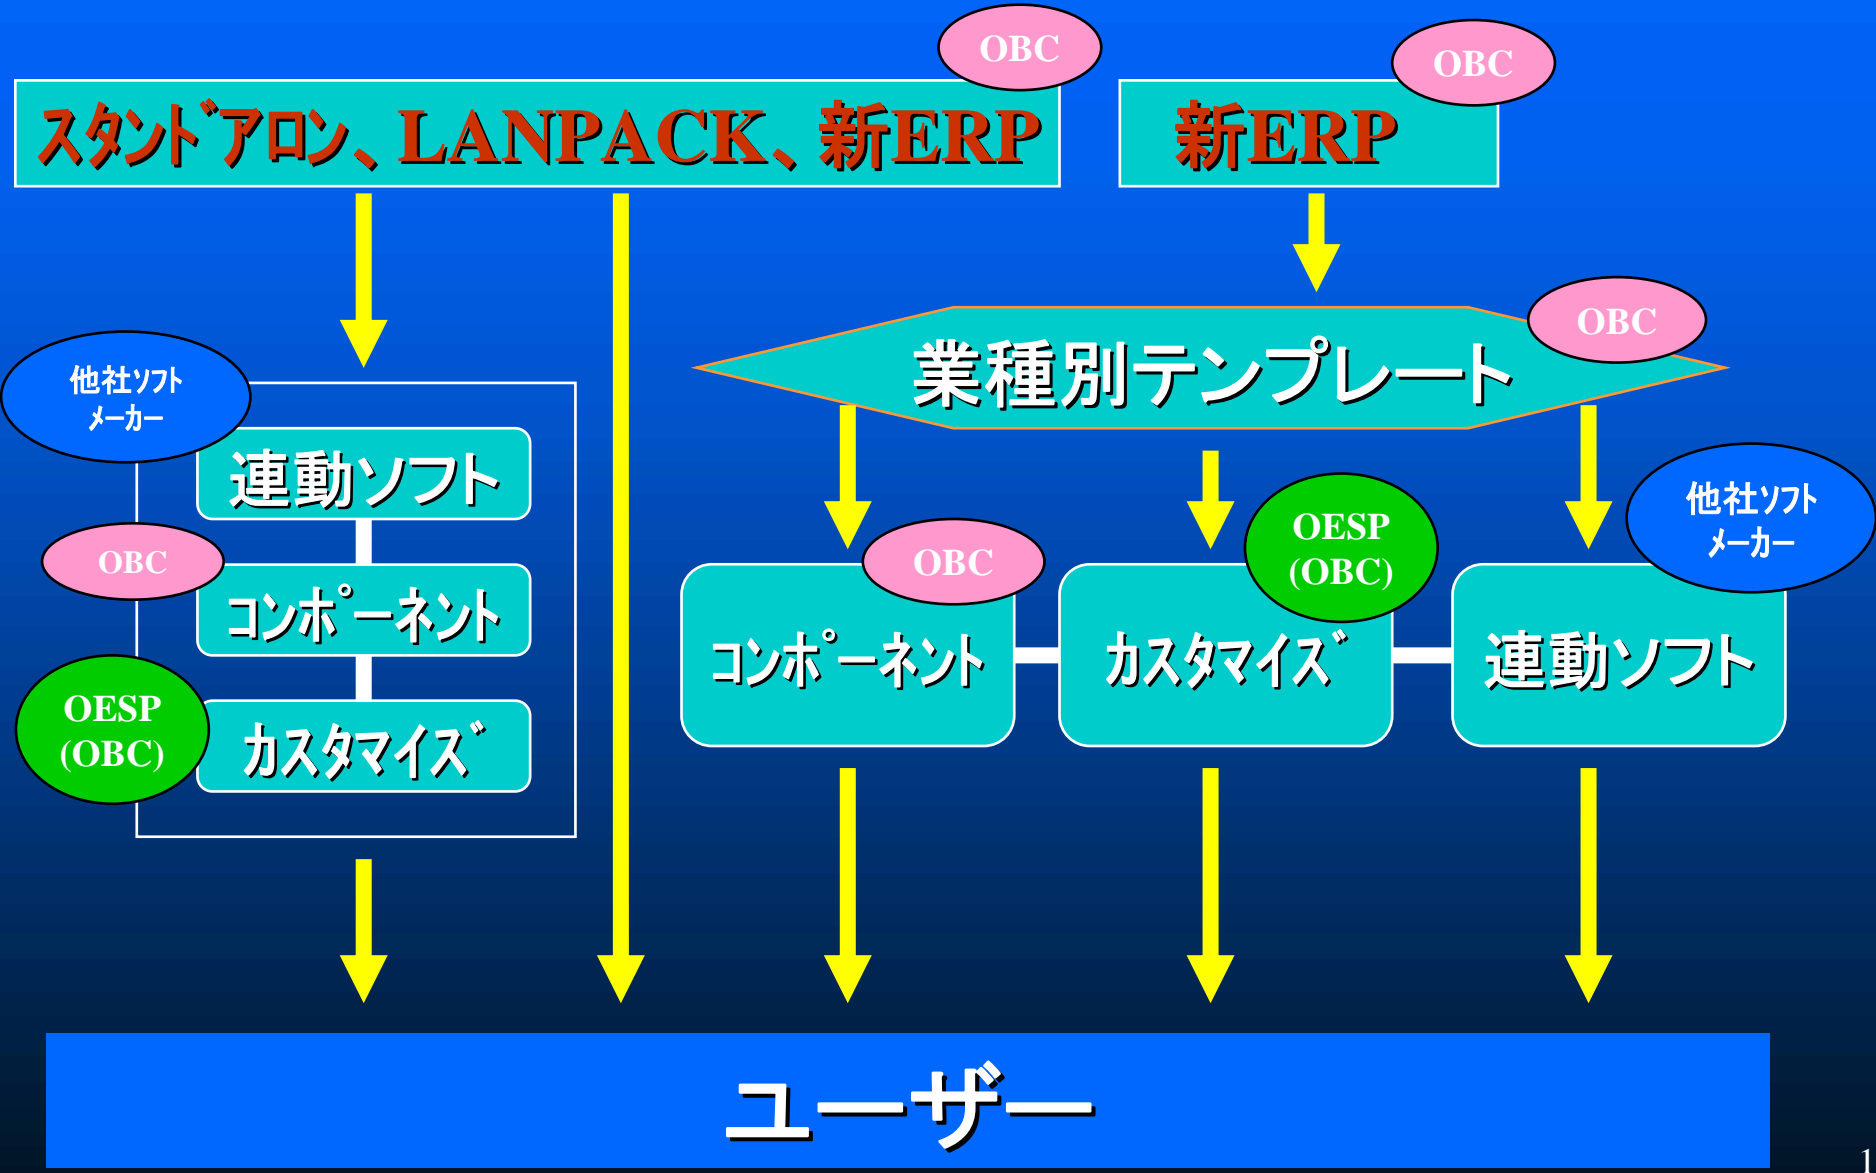 OBC
OBC
ｽﾀﾝﾄﾞｱﾛﾝ、LANPACK、新ERP
新ERP
OBC
業種別テンプレート
他社ｿﾌﾄ
ﾒｰｶｰ
連動ソフト
OBC
ｺﾝﾎﾟｰﾈﾝﾄ
OESP
(OBC)
ｶｽﾀﾏｲｽﾞ
OBC
ｺﾝﾎﾟｰﾈﾝﾄ
OESP
(OBC)
ｶｽﾀﾏｲｽﾞ
他社ｿﾌﾄ
ﾒｰｶｰ
連動ソフト
ユーザー
1